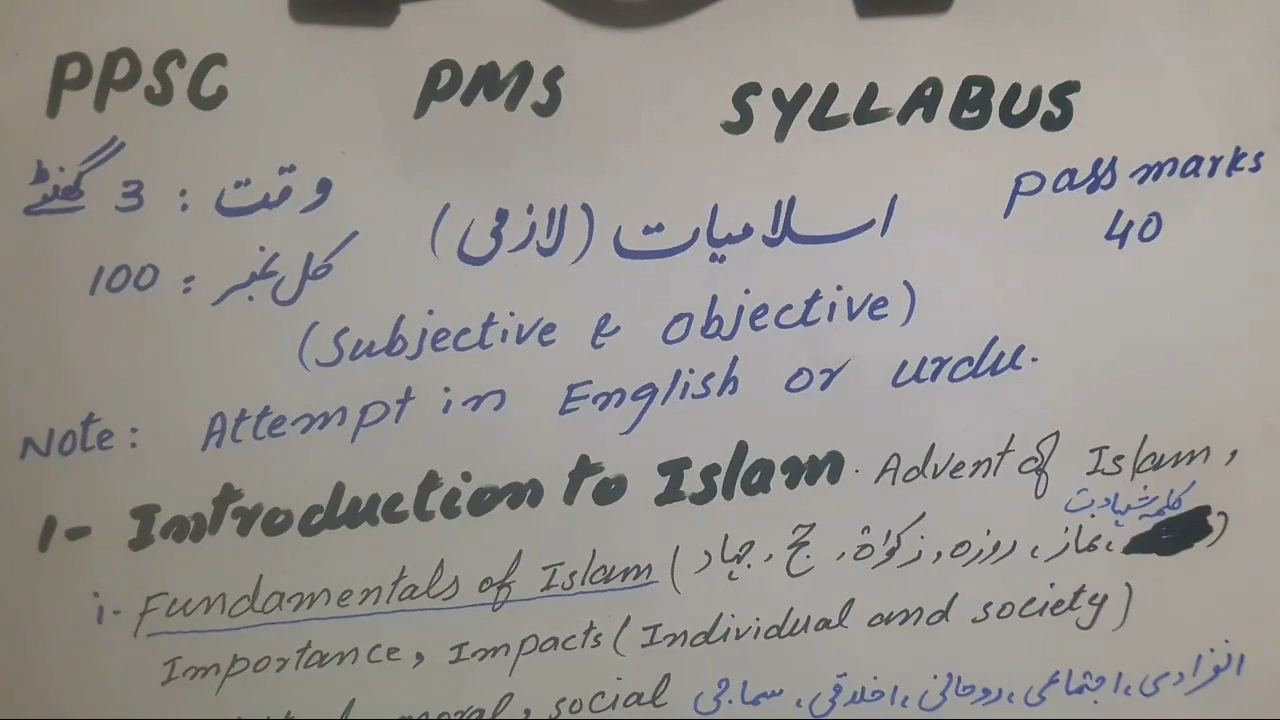 PPSC PMS SYLLABUS
وقت : 3 گھنٹے
pass marks
40
اسلامیات (لازمی)
کل نمبر : 100
(Subjective & objective)
Note: Attempt in English or urdu.
1- Introduction to Islam. Advent of Islam,
کلمہ شہادت
i- Fundamentals of Islam (نماز، روزہ، زکوٰۃ، حج، جہاد)
Importance, Impacts (Individual and society)
moral, social انفرادی، اجتماعی، روحانی، اخلاقی، سماجی